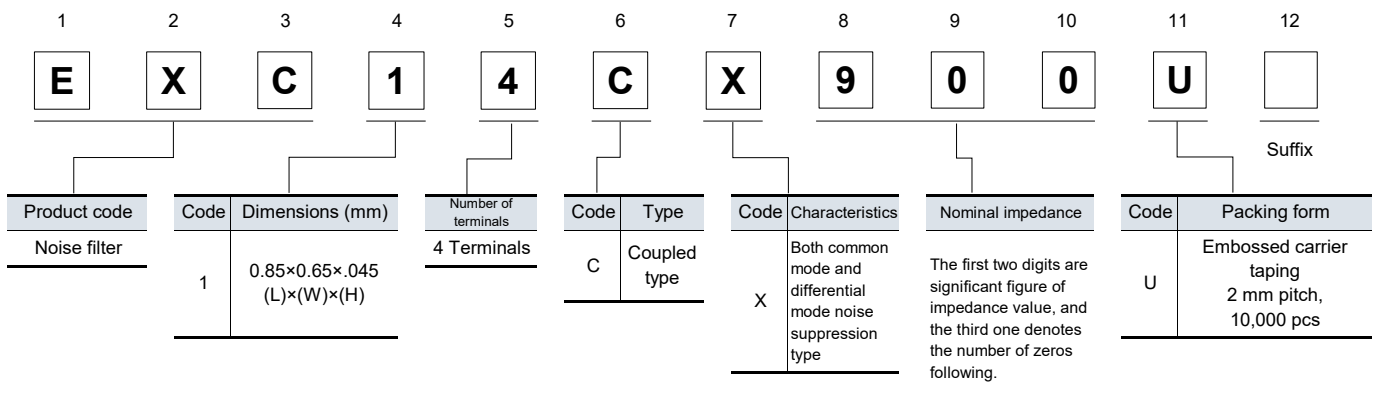 1 2 3 4 5 6 7 8 9 10 11 12
E X C 1 4 C X 9 0 0 U
Suffix
Product code
Noise filter
Code Dimensions (mm)
1
0.85×0.65×.045
(L)×(W)×(H)
Number of
terminals
4 Terminals
Code Type
C
Coupled
type
Code Characteristics
X
Both common
mode and
differential
mode noise
suppression
type
Nominal impedance
The first two digits are
significant figure of
impedance value, and
the third one denotes
the number of zeros
following.
Code Packing form
U
Embossed carrier
taping
2 mm pitch,
10,000 pcs